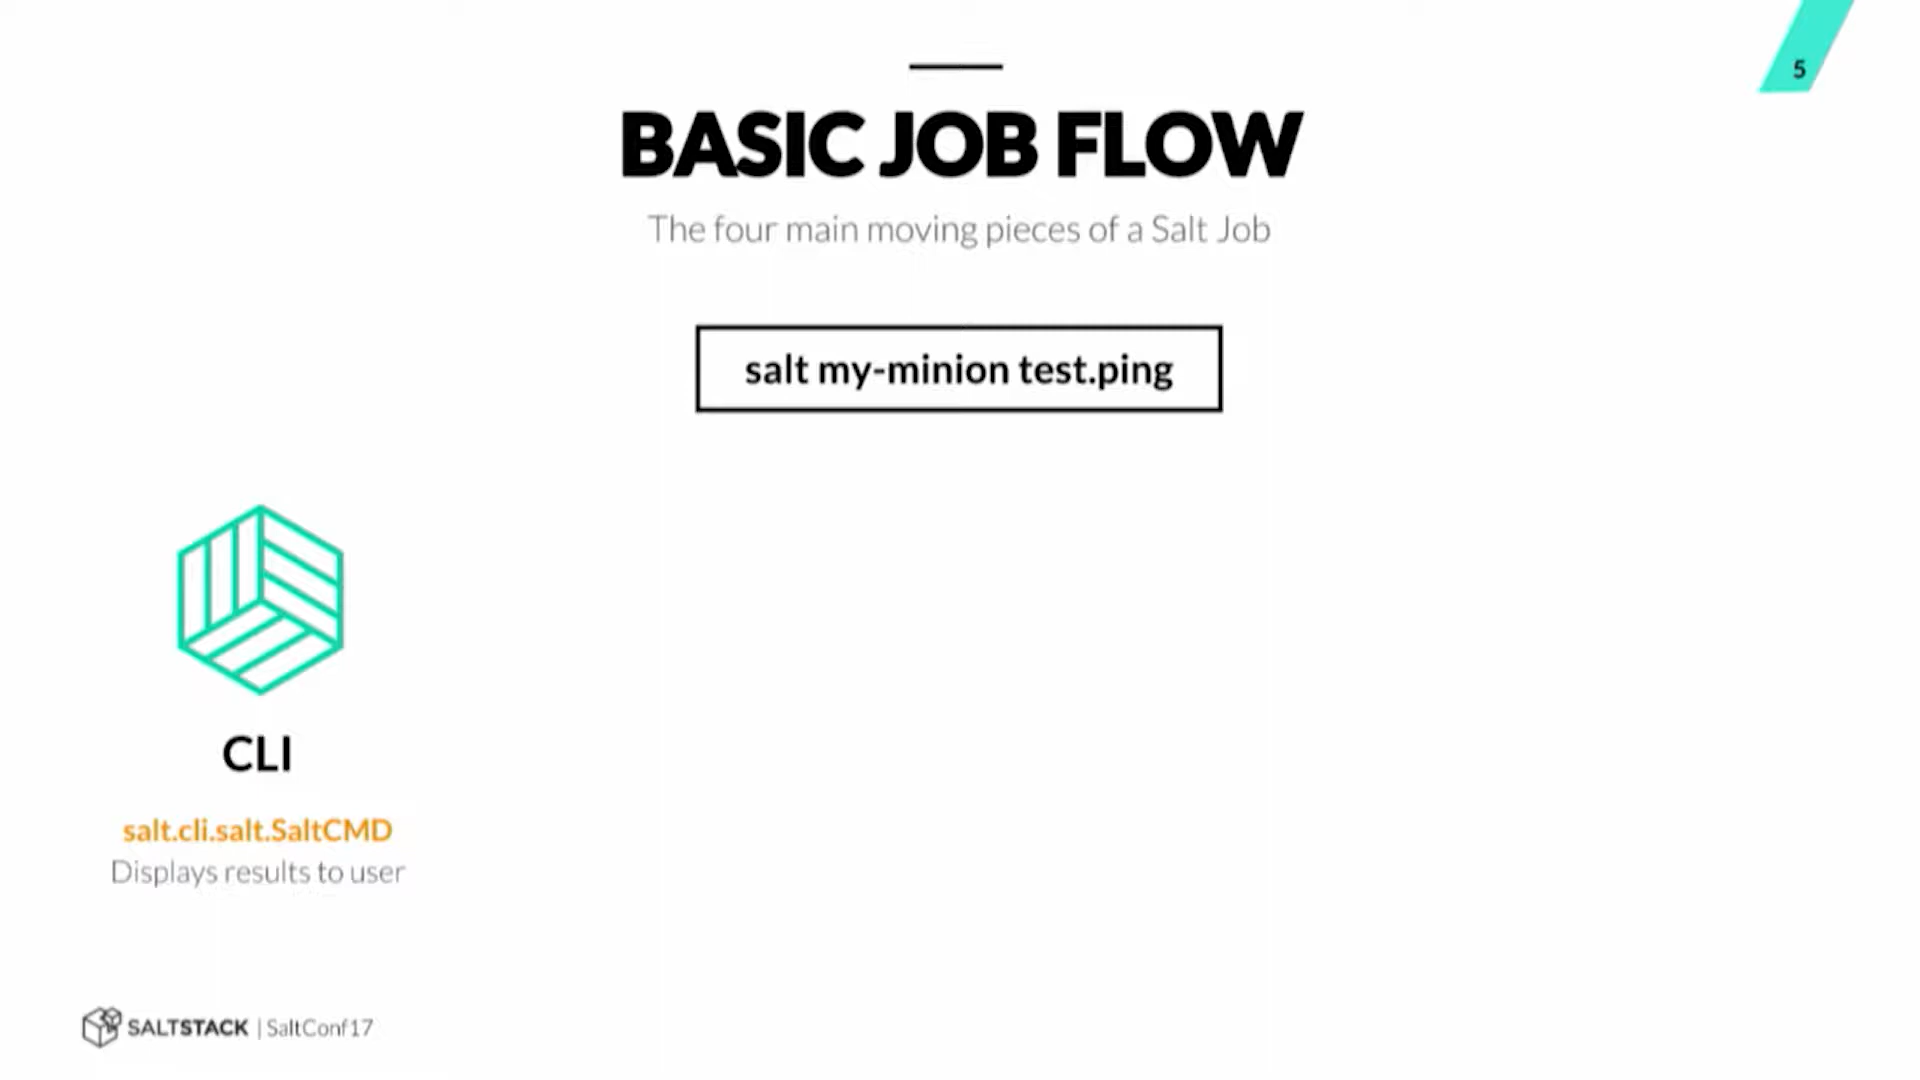 5
BASIC JOB FLOW
The four main moving pieces of a Salt Job
salt my-minion test.ping
CLI
salt.cli.salt.SaltCMD
Displays results to user
SALTSTACK | SaltConf17